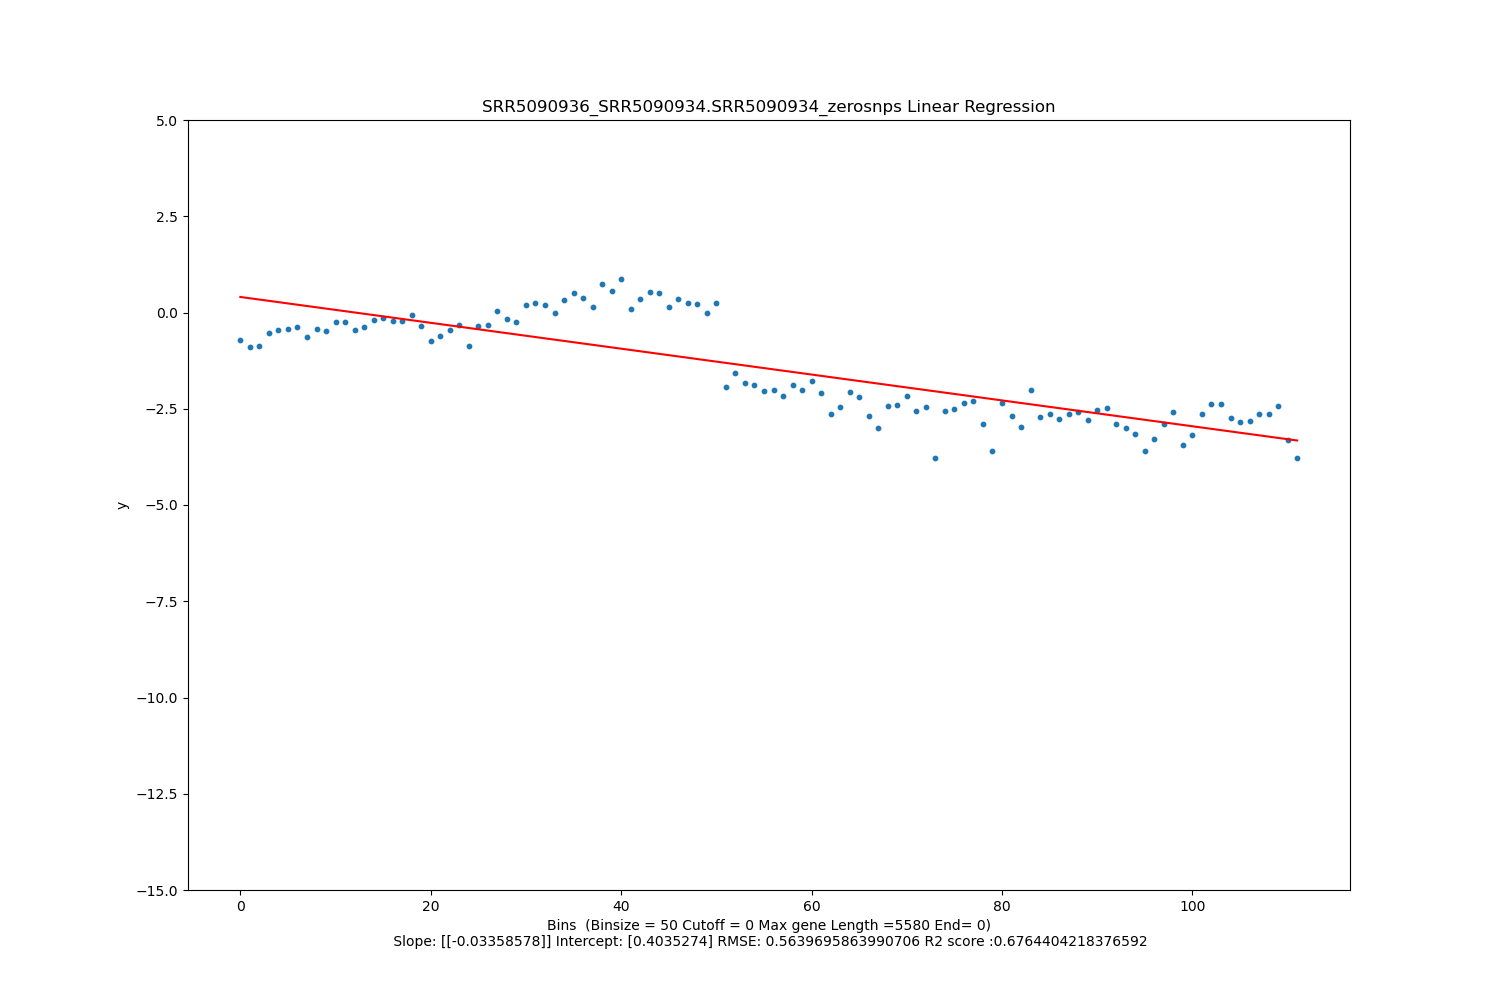 SRR5090936_SRR5090934.SRR5090934_zerosnps Linear Regression
5.0
2.5
0.0
−2.5
−5.0
−7.5
−10.0
−12.5
−15.0
y
0 20 40 60 80 100
Bins  (Binsize = 50 Cutoff = 0 Max gene Length =5580 End= 0)
Slope: [[-0.03358578]] Intercept: [0.4035274] RMSE: 0.5639695863990706 R2 score :0.6764404218376592